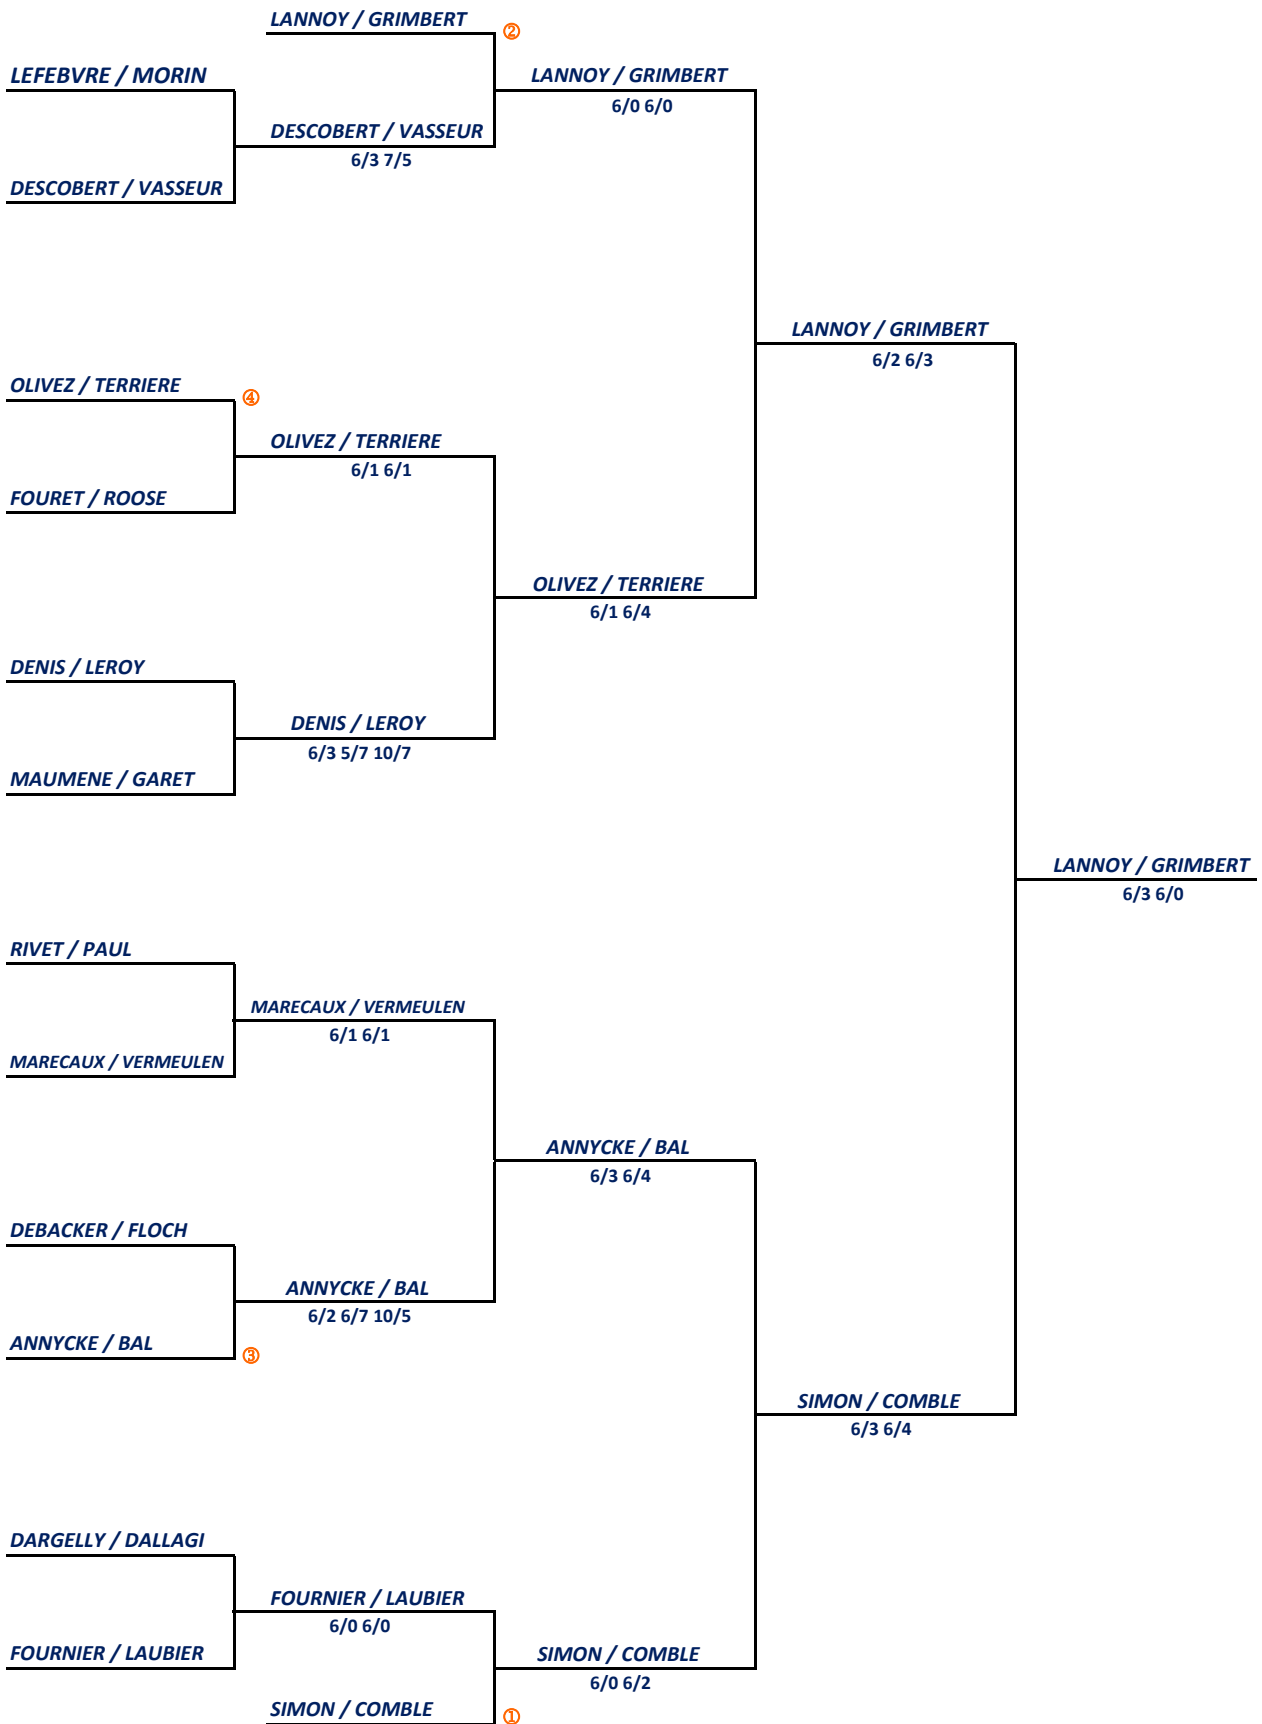 LANNOY / GRIMBERT
②
LEFEBVRE / MORIN
LANNOY / GRIMBERT
6/0 6/0
DESCOBERT / VASSEUR
6/3 7/5
DESCOBERT / VASSEUR
LANNOY / GRIMBERT
6/2 6/3
OLIVEZ / TERRIERE
④
OLIVEZ / TERRIERE
6/1 6/1
FOURET / ROOSE
OLIVEZ / TERRIERE
6/1 6/4
DENIS / LEROY
DENIS / LEROY
6/3 5/7 10/7
MAUMENE / GARET
LANNOY / GRIMBERT
6/3 6/0
RIVET / PAUL
MARECAUX / VERMEULEN
6/1 6/1
MARECAUX / VERMEULEN
ANNYCKE / BAL
6/3 6/4
DEBACKER / FLOCH
ANNYCKE / BAL
6/2 6/7 10/5
ANNYCKE / BAL
③
SIMON / COMBLE
6/3 6/4
DARGELLY / DALLAGI
FOURNIER / LAUBIER
6/0 6/0
FOURNIER / LAUBIER
SIMON / COMBLE
6/0 6/2
SIMON / COMBLE
①